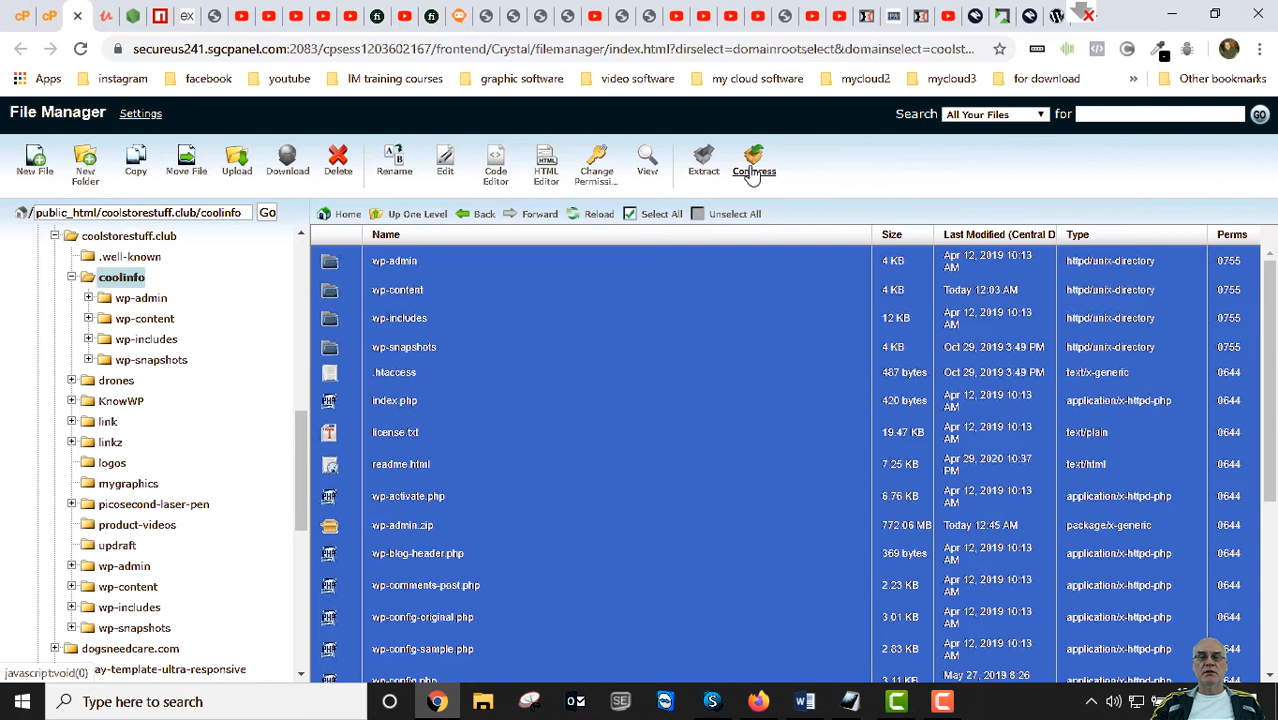 secureus241.sgcpanel.com:2083/cpsess1203602167/frontend/Crystal/filemanager/index.html?dirselect=domainrootselect&domainselect=coolst...
Apps instagram facebook youtube IM training courses graphic software video software my cloud software mycloud2 mycloud3 for download » Other bookmarks
File Manager Settings Search All Your Files for GO
New File New Folder Copy Move File Upload Download Delete Rename Edit Code Editor HTML Editor Change Permissi... View Extract Compress
/ public_html/coolstorestuff.club/coolinfo Go Home Up One Level Back Forward Reload Select All Unselect All
coolstorestuff.club
.well-known
coolinfo
wp-admin
wp-content
wp-includes
wp-snapshots
drones
KnowWP
link
linkz
logos
mygraphics
picosecond-laser-pen
product-videos
updraft
wp-admin
wp-content
wp-includes
wp-snapshots
dogsneedcare.com
ay-template-ultra-responsive
javascript:void(0)
Name Size Last Modified (Central D Type Perms
wp-admin 4 KB Apr 12, 2019 10:13 AM httpd/unix-directory 0755
wp-content 4 KB Today 12:03 AM httpd/unix-directory 0755
wp-includes 12 KB Apr 12, 2019 10:13 AM httpd/unix-directory 0755
wp-snapshots 4 KB Oct 29, 2019 3:49 PM httpd/unix-directory 0755
.htaccess 487 bytes Oct 29, 2019 3:49 PM text/x-generic 0644
index.php 420 bytes Apr 12, 2019 10:13 AM application/x-httpd-php 0644
license.txt 19.47 KB Apr 12, 2019 10:13 AM text/plain 0644
readme.html 7.25 KB Apr 29, 2020 10:37 PM text/html 0644
wp-activate.php 6.76 KB Apr 12, 2019 10:13 AM application/x-httpd-php 0644
wp-admin.zip 772.06 MB Today 12:45 AM package/x-generic 0644
wp-blog-header.php 369 bytes Apr 12, 2019 10:13 AM application/x-httpd-php 0644
wp-comments-post.php 2.23 KB Apr 12, 2019 10:13 AM application/x-httpd-php 0644
wp-config-original.php 3.01 KB Apr 12, 2019 10:13 AM application/x-httpd-php 0644
wp-config-sample.php 2.83 KB Apr 12, 2019 10:13 AM application/x-httpd-php 0644
wp-config.php 3.11 KB May 27, 2019 8:26
Type here to search